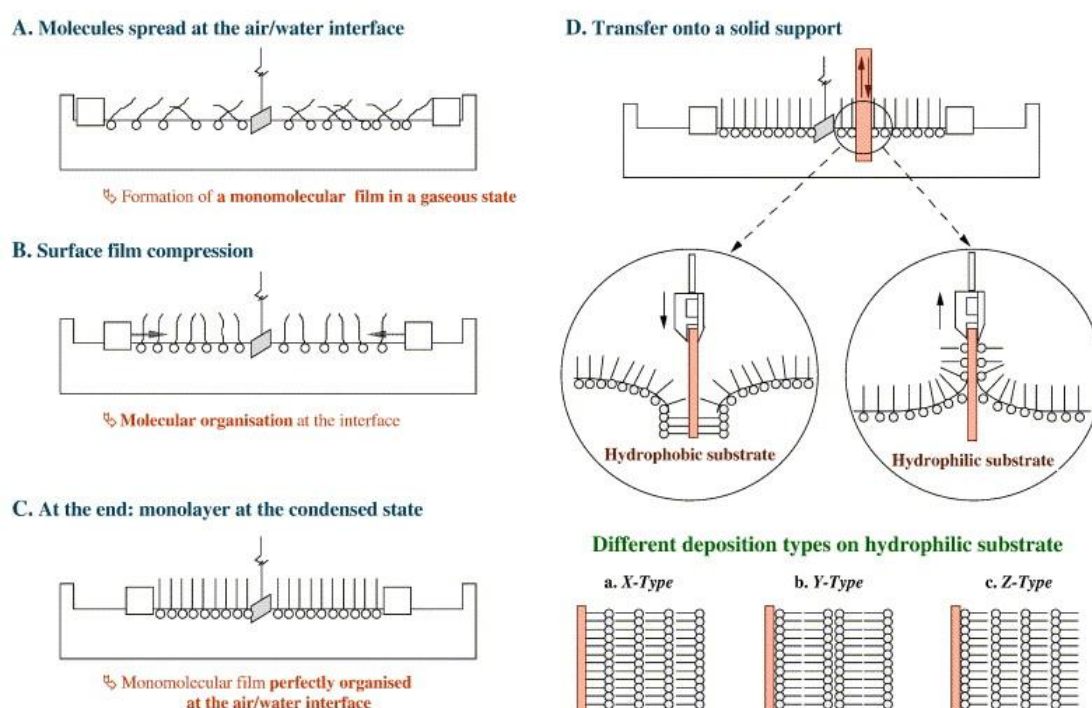 A. Molecules spread at the air/water interface
Formation of a monomolecular film in a gaseous state
B. Surface film compression
Molecular organisation at the interface
C. At the end: monolayer at the condensed state
Monomolecular film perfectly organised
at the air/water interface
D. Transfer onto a solid support
Hydrophobic substrate
Hydrophilic substrate
Different deposition types on hydrophilic substrate
a. X-Type
b. Y-Type
c. Z-Type